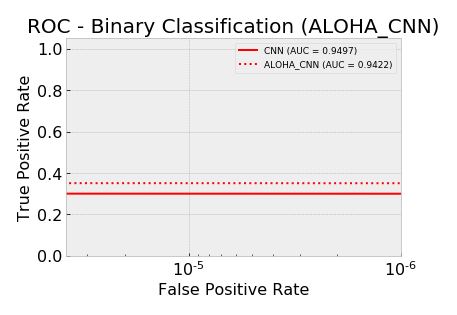 ROC - Binary Classification (ALOHA_CNN)
CNN (AUC = 0.9497)
ALOHA_CNN (AUC = 0.9422)
True Positive Rate
1.0
0.8
0.6
0.4
0.2
0.0
10-5
10-6
False Positive Rate